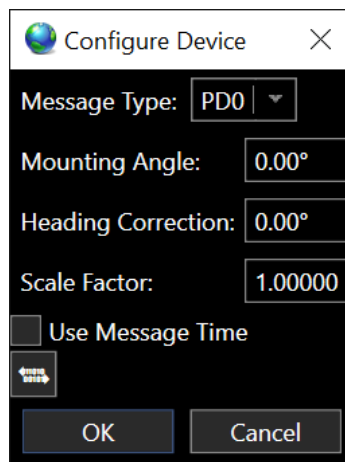 Configure Device
Message Type: PD0
Mounting Angle: 0.00°
Heading Correction: 0.00°
Scale Factor: 1.00000
Use Message Time
OK Cancel